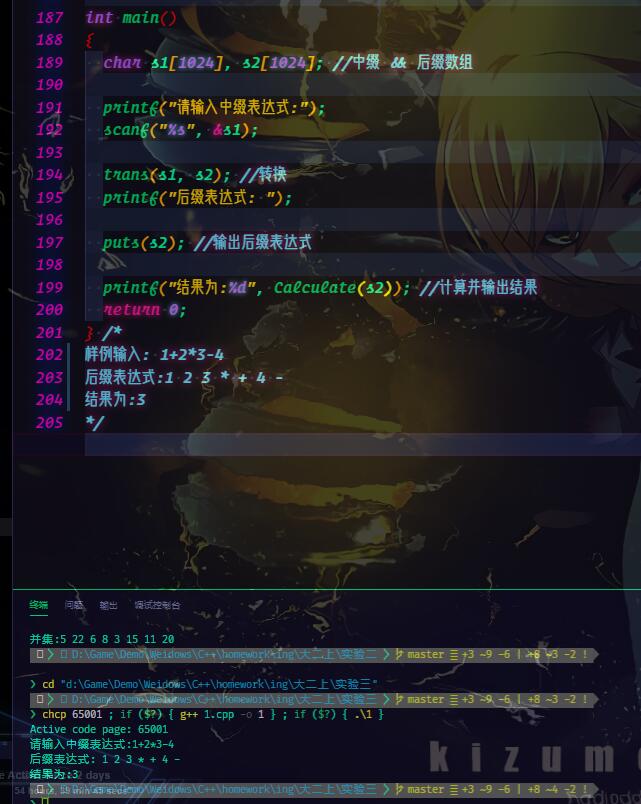 187 int main()
188 {
189 char s1[1024], s2[1024]; //中缀 && 后缀数组
190
191 printf("请输入中缀表达式:");
192 scanf("%s", &s1);
193
194 trans(s1, s2); //转换
195 printf("后缀表达式: ");
196
197 puts(s2); //输出后缀表达式
198
199 printf("结果为:%d", Calculate(s2)); //计算并输出结果
200 return 0;
201 } /*
202 样例输入: 1+2*3-4
203 后缀表达式:1 2 3 * + 4 -
204 结果为:3
205 */
终端 问题 输出 调试控制台
并集:5 22 6 8 3 15 11 20
D:\Game\Demo\Weidows\C++\homework\ing\大二上\实验二 master ≡ +3 ~9 -6 | +8 ~3 -2 !
❯ cd "d:\Game\Demo\Weidows\C++\homework\ing\大二上\实验三"
D:\Game\Demo\Weidows\C++\homework\ing\大二上\实验三 master ≡ +3 ~9 -6 | +8 ~3 -2 !
❯ chcp 65001 ; if ($?) { g++ 1.cpp -o 1 } ; if ($?) { .\1 }
Active code page: 65001
请输入中缀表达式:1+2*3-4
后缀表达式: 1 2 3 * + 4 -
结果为:3
D:\Game\Demo\Weidows\C++\homework\ing\大二上\实验三 master ≡ +3 ~9 -6 | +8 ~4 -2 !
kizum